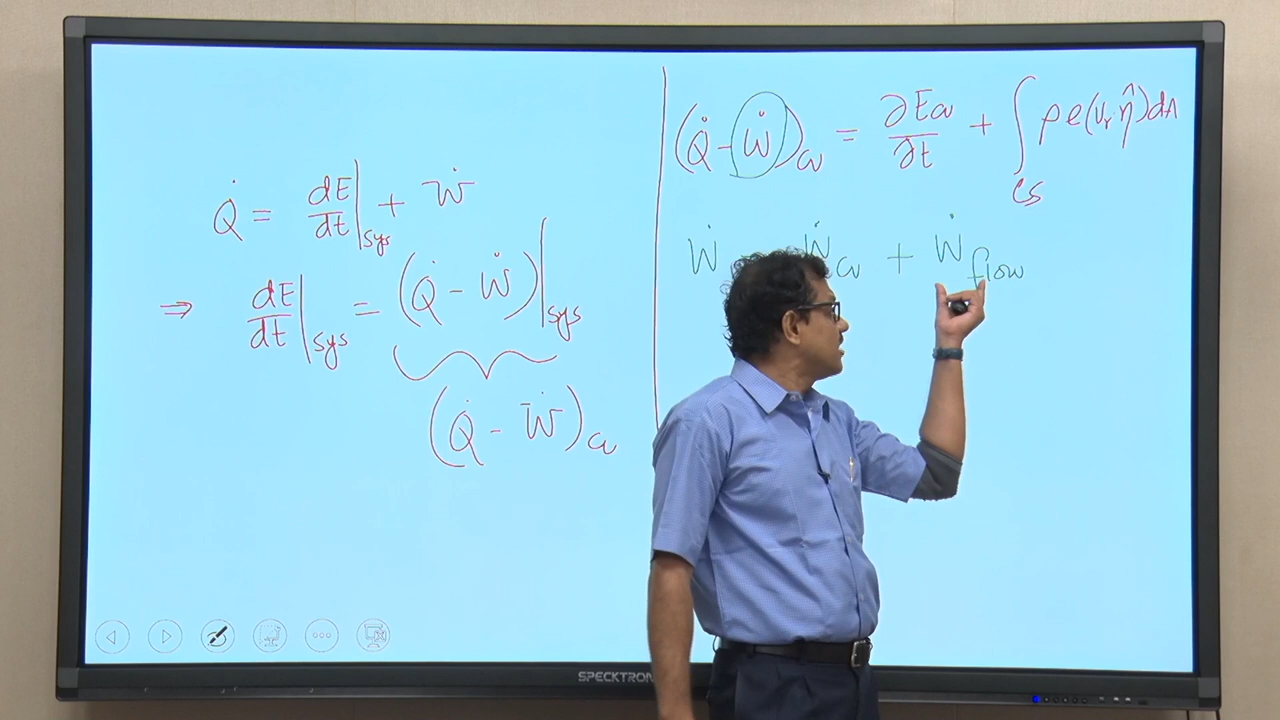 Q̇ = dE/dt|sys + Ẇ
⇒ dE/dt|sys = (Q̇ - Ẇ)|sys
(Q̇ - Ẇ)cv
(Q̇ - Ẇ)cv = ∂Ecv/∂t + ∫cs ρe(vr η̂)dA
Ẇ Ẇcv + Ẇflow
SPECKTRON